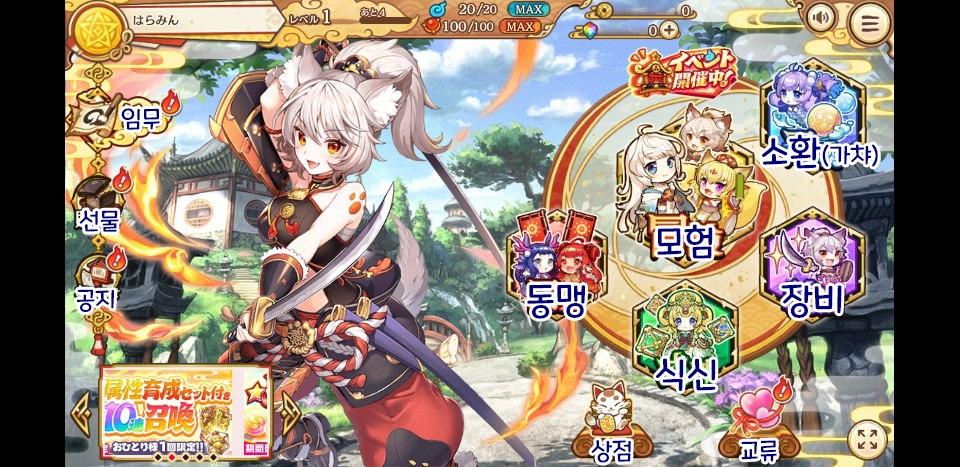 はらみん
レベル 1
あと4
20/20 MAX
100/100 MAX
0
0
イベント
開催中!
임무
선물
공지
소환(가챠)
모험
동맹
장비
식신
상점
교류
属性育成セット付き
10連召喚
おひとり様1回限定!!
期間